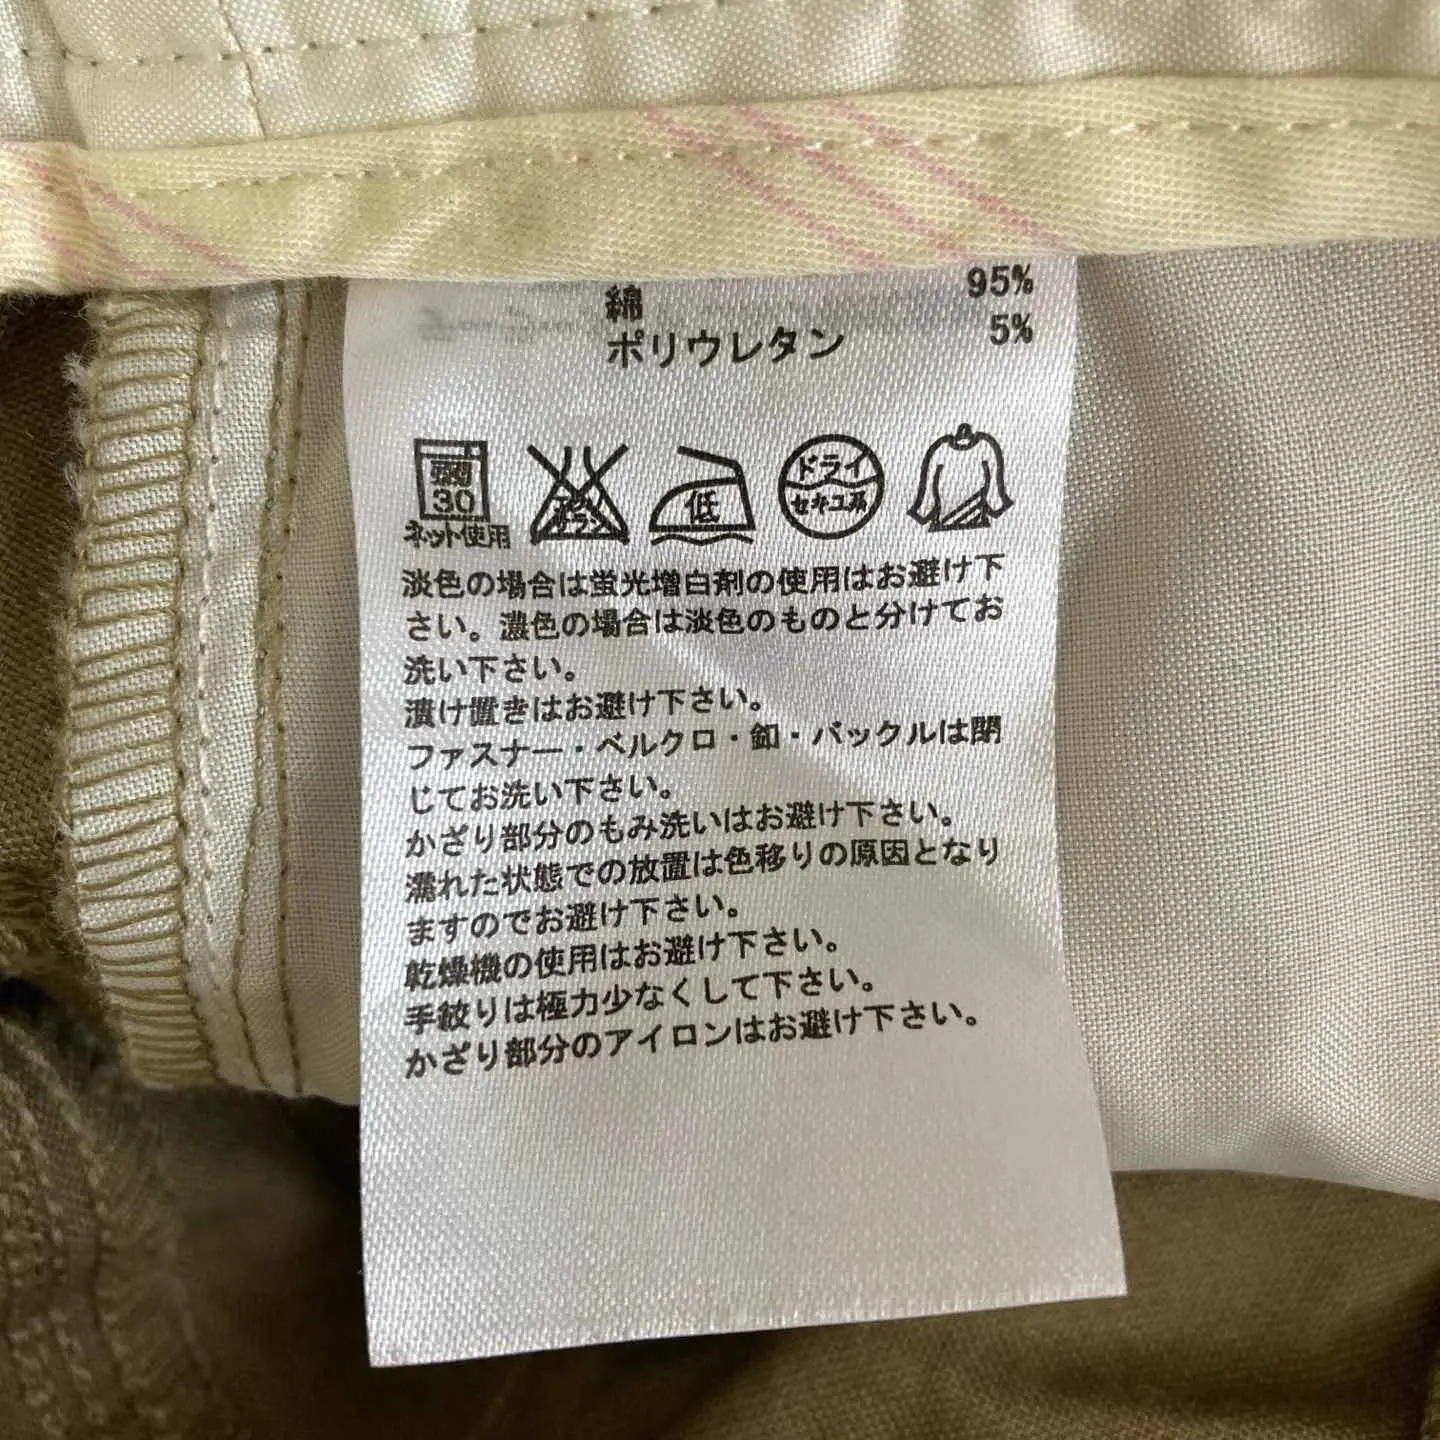 綿 95%
ポリウレタン 5%
弱 30 ネット使用
エンソ サラシ
低
ドライ セキユ系
淡色の場合は蛍光増白剤の使用はお避け下
さい。濃色の場合は淡色のものと分けてお
洗い下さい。
漬け置きはお避け下さい。
ファスナー・ベルクロ・釦・バックルは閉
じてお洗い下さい。
かざり部分のもみ洗いはお避け下さい。
濡れた状態での放置は色移りの原因となり
ますのでお避け下さい。
乾燥機の使用はお避け下さい。
手絞りは極力少なくして下さい。
かざり部分のアイロンはお避け下さい。